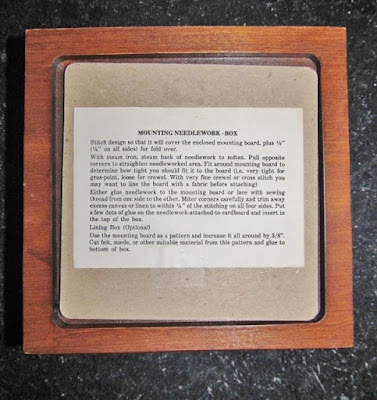 MOUNTING NEEDLEWORK - BOX
Stitch design so that it will cover the enclosed mounting board, plus ½"
(¼" on all sides) for fold over.
With steam iron, steam back of needlework to soften. Pull opposite
corners to straighten needleworked area. Fit around mounting board to
determine how tight you should fit it to the board (i.e. very tight for
gros-point, loose for crewel. With very fine crewel or cross stitch you
may want to line the board with a fabric before attaching)
Either glue needlework to the mounting board or lace with sewing
thread from one side to the other. Miter corners carefully and trim away
excess canvas or linen to within ¼" of the stitching on all four sides. Put
a few dots of glue on the needlework-attached-to-cardboard and insert in
the top of the box.
Lining Box (Optional)
Use the mounting board as a pattern and increase it all around by 3/8".
Cut felt, suede, or other suitable material from this pattern and glue to
bottom of box.